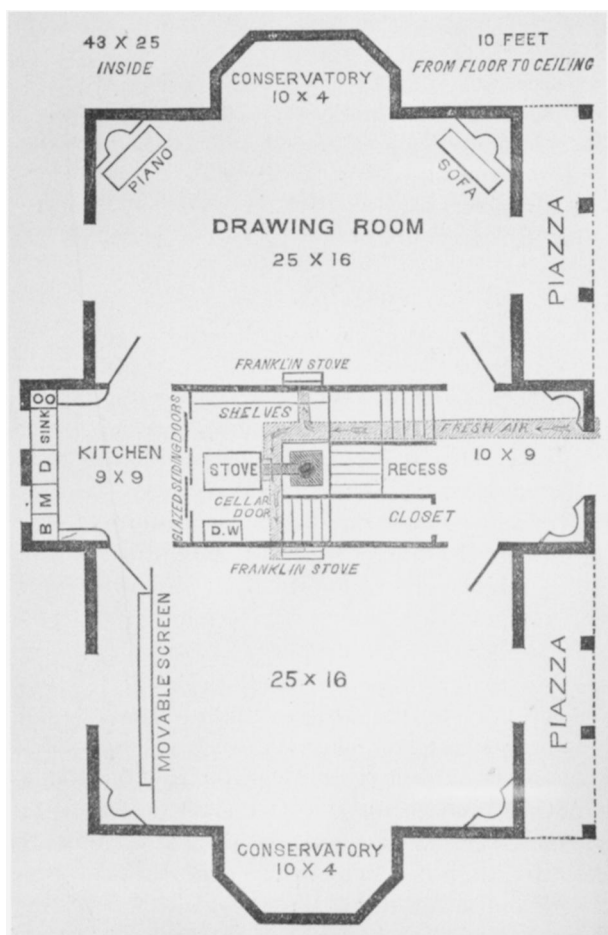 43 X 25
INSIDE
10 FEET
FROM FLOOR TO CEILING
CONSERVATORY
10 X 4
PIANO
SOFA
PIAZZA
DRAWING ROOM
25 X 16
FRANKLIN STOVE
SHELVES
FRESH AIR
SINK
D
M
B
KITCHEN
9 X 9
GLAZED SLIDING DOORS
STOVE
RECESS
10 X 9
CELLAR
DOOR
D.W
CLOSET
FRANKLIN STOVE
MOVABLE SCREEN
25 X 16
PIAZZA
CONSERVATORY
10 X 4